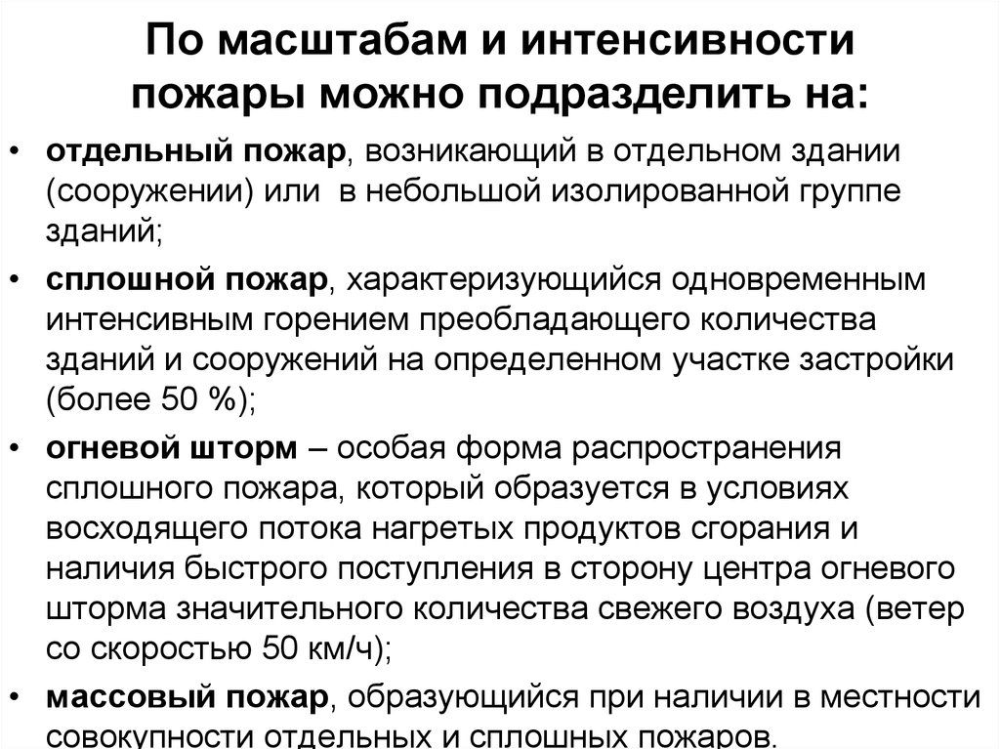 По масштабам и интенсивности
пожары можно подразделить на:
• отдельный пожар, возникающий в отдельном здании
(сооружении) или в небольшой изолированной группе
зданий;
• сплошной пожар, характеризующийся одновременным
интенсивным горением преобладающего количества
зданий и сооружений на определенном участке застройки
(более 50 %);
• огневой шторм – особая форма распространения
сплошного пожара, который образуется в условиях
восходящего потока нагретых продуктов сгорания и
наличия быстрого поступления в сторону центра огневого
шторма значительного количества свежего воздуха (ветер
со скоростью 50 км/ч);
• массовый пожар, образующийся при наличии в местности
совокупности отдельных и сплошных пожаров.